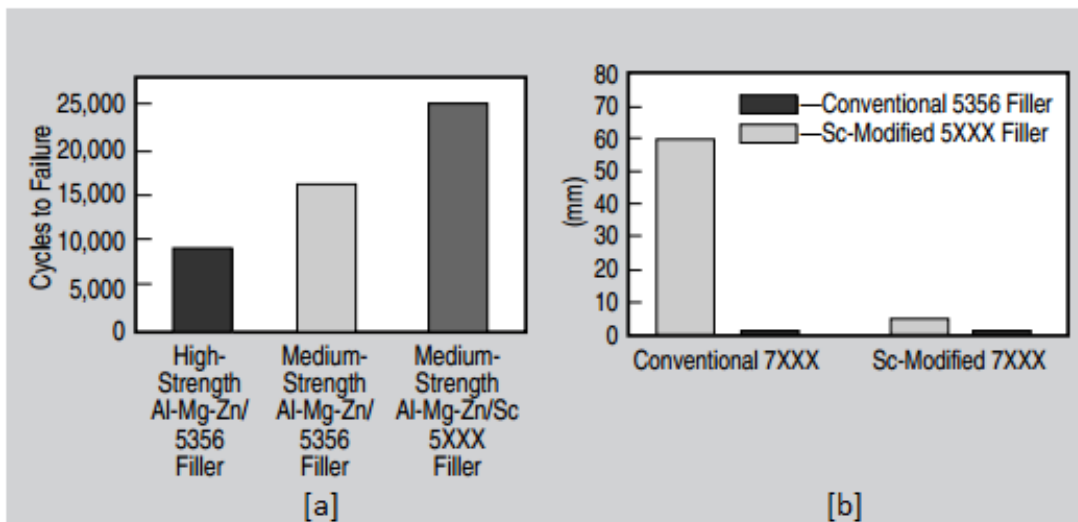 Cycles to Failure
25,000
20,000
15,000
10,000
5,000
0
High-
Strength
Al-Mg-Zn/
5356
Filler
Medium-
Strength
Al-Mg-Zn/
5356
Filler
Medium-
Strength
Al-Mg-Zn/Sc
5XXX
Filler
[a]
(mm)
80
70
60
50
40
30
20
10
0
—Conventional 5356 Filler
—Sc-Modified 5XXX Filler
Conventional 7XXX
Sc-Modified 7XXX
[b]